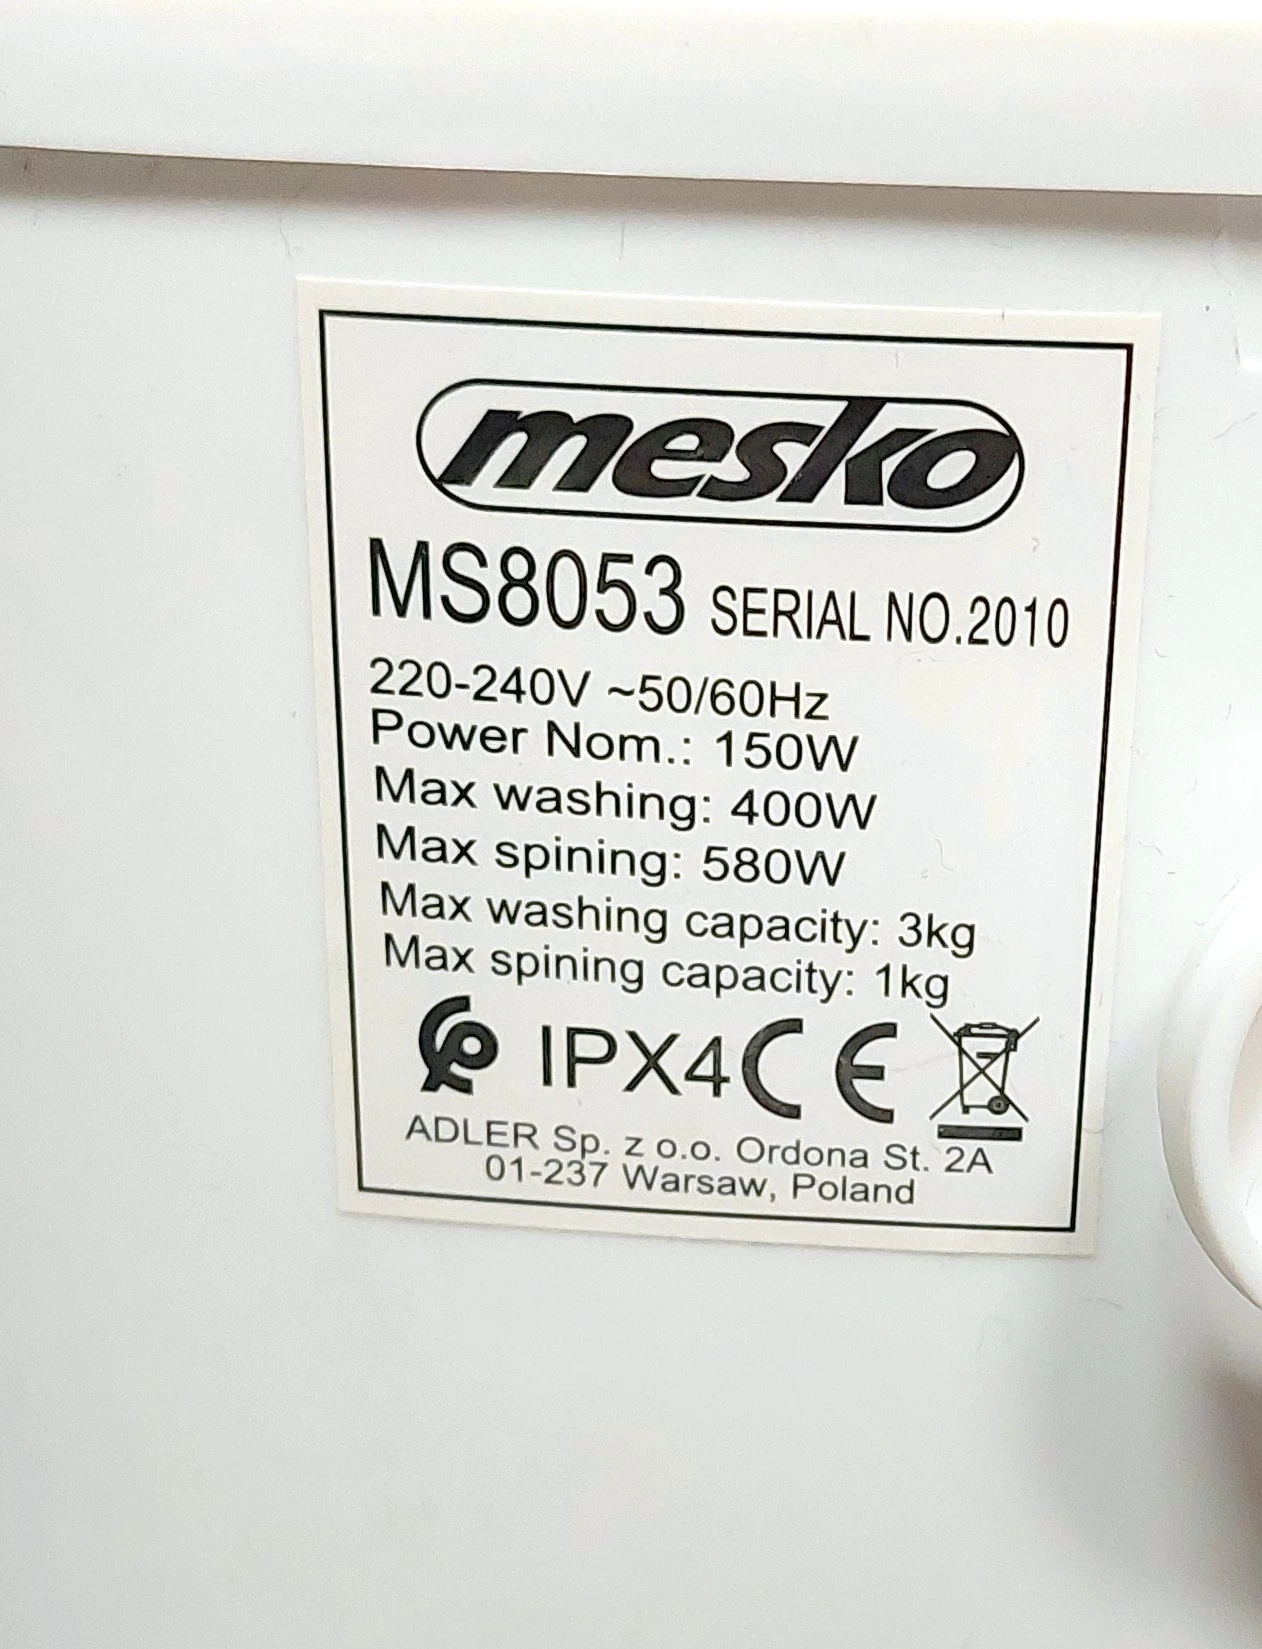 mesko
MS8053 SERIAL NO.2010
220-240V ~50/60Hz
Power Nom.: 150W
Max washing: 400W
Max spining: 580W
Max washing capacity: 3kg
Max spining capacity: 1kg
IPX4 CE
ADLER Sp. z o.o. Ordona St. 2A
01-237 Warsaw, Poland